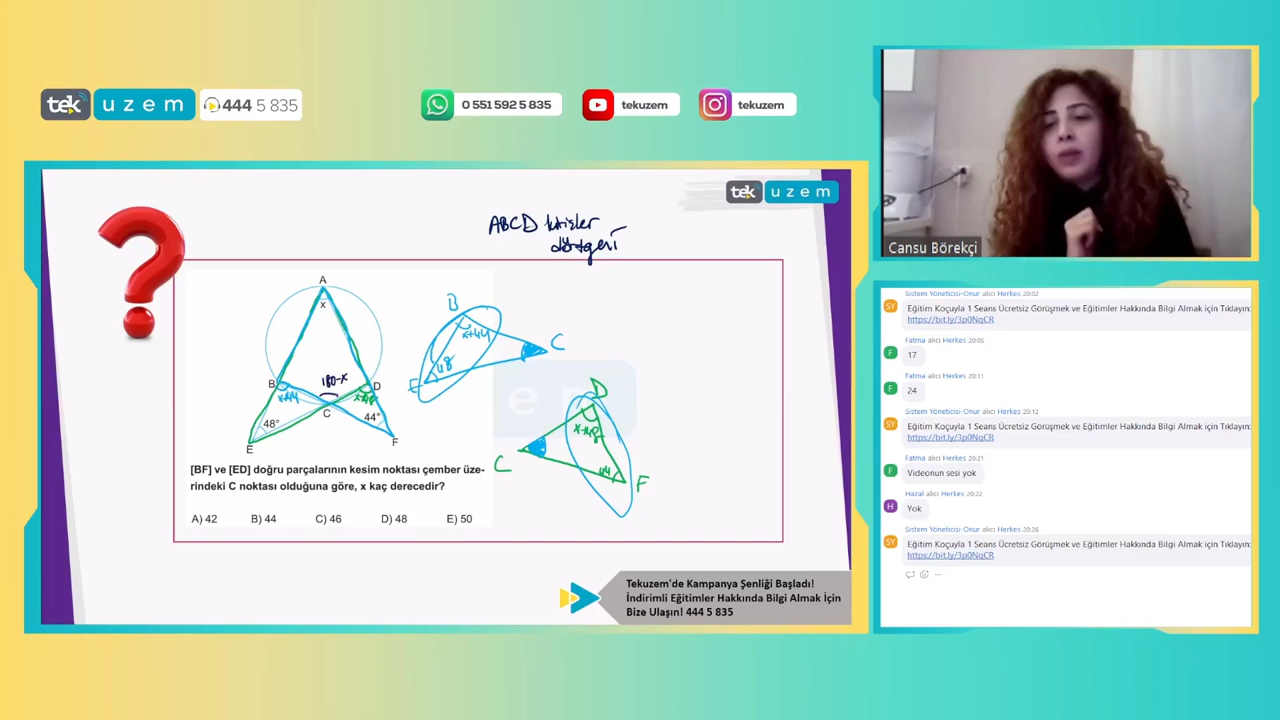 tek uzem 444 5 835
0 551 592 5 835
tekuzem
tekuzem
tek uzem
ABCD kirişler
dörtgeni
A
x
B
180-x
D
x+44
x+48
C
48°
44°
E
F
B
x+44
48
C
E
D
x+48
C
44
F
en
[BF] ve [ED] doğru parçalarının kesim noktası çember üze-
rindeki C noktası olduğuna göre, x kaç derecedir?
A) 42 B) 44 C) 46 D) 48 E) 50
Tekuzem'de Kampanya Şenliği Başladı!
İndirimli Eğitimler Hakkında Bilgi Almak İçin
Bize Ulaşın! 444 5 835
Cansu Börekçi
Sistem Yöneticisi-Onur alıcı Herkes 20:02
SY
Eğitim Koçuyla 1 Seans Ücretsiz Görüşmek ve Eğitimler Hakkında Bilgi Almak için Tıklayın:
https://bit.ly/3p0NqCR
Fatma alıcı Herkes 20:05
F 17
Fatma alıcı Herkes 20:11
F 24
Sistem Yöneticisi-Onur alıcı Herkes 20:12
SY
Eğitim Koçuyla 1 Seans Ücretsiz Görüşmek ve Eğitimler Hakkında Bilgi Almak için Tıklayın:
https://bit.ly/3p0NqCR
Fatma alıcı Herkes 20:21
F Videonun sesi yok
Hazal alıcı Herkes 20:22
H Yok
Sistem Yöneticisi-Onur alıcı Herkes 20:26
SY
Eğitim Koçuyla 1 Seans Ücretsiz Görüşmek ve Eğitimler Hakkında Bilgi Almak için Tıklayın:
https://bit.ly/3p0NqCR